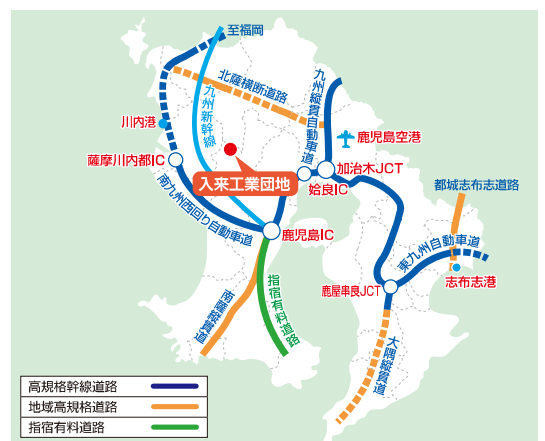 至福岡
北薩横断道路
九州新幹線
九州縦貫自動車道
川内港
鹿児島空港
薩摩川内都IC
加治木JCT
入来工業団地
姶良IC
都城志布志道路
南九州西回り自動車道
鹿児島IC
東九州自動車道
志布志港
鹿屋串良JCT
指宿有料道路
南薩縦貫道
大隅縦貫道
高規格幹線道路
地域高規格道路
指宿有料道路